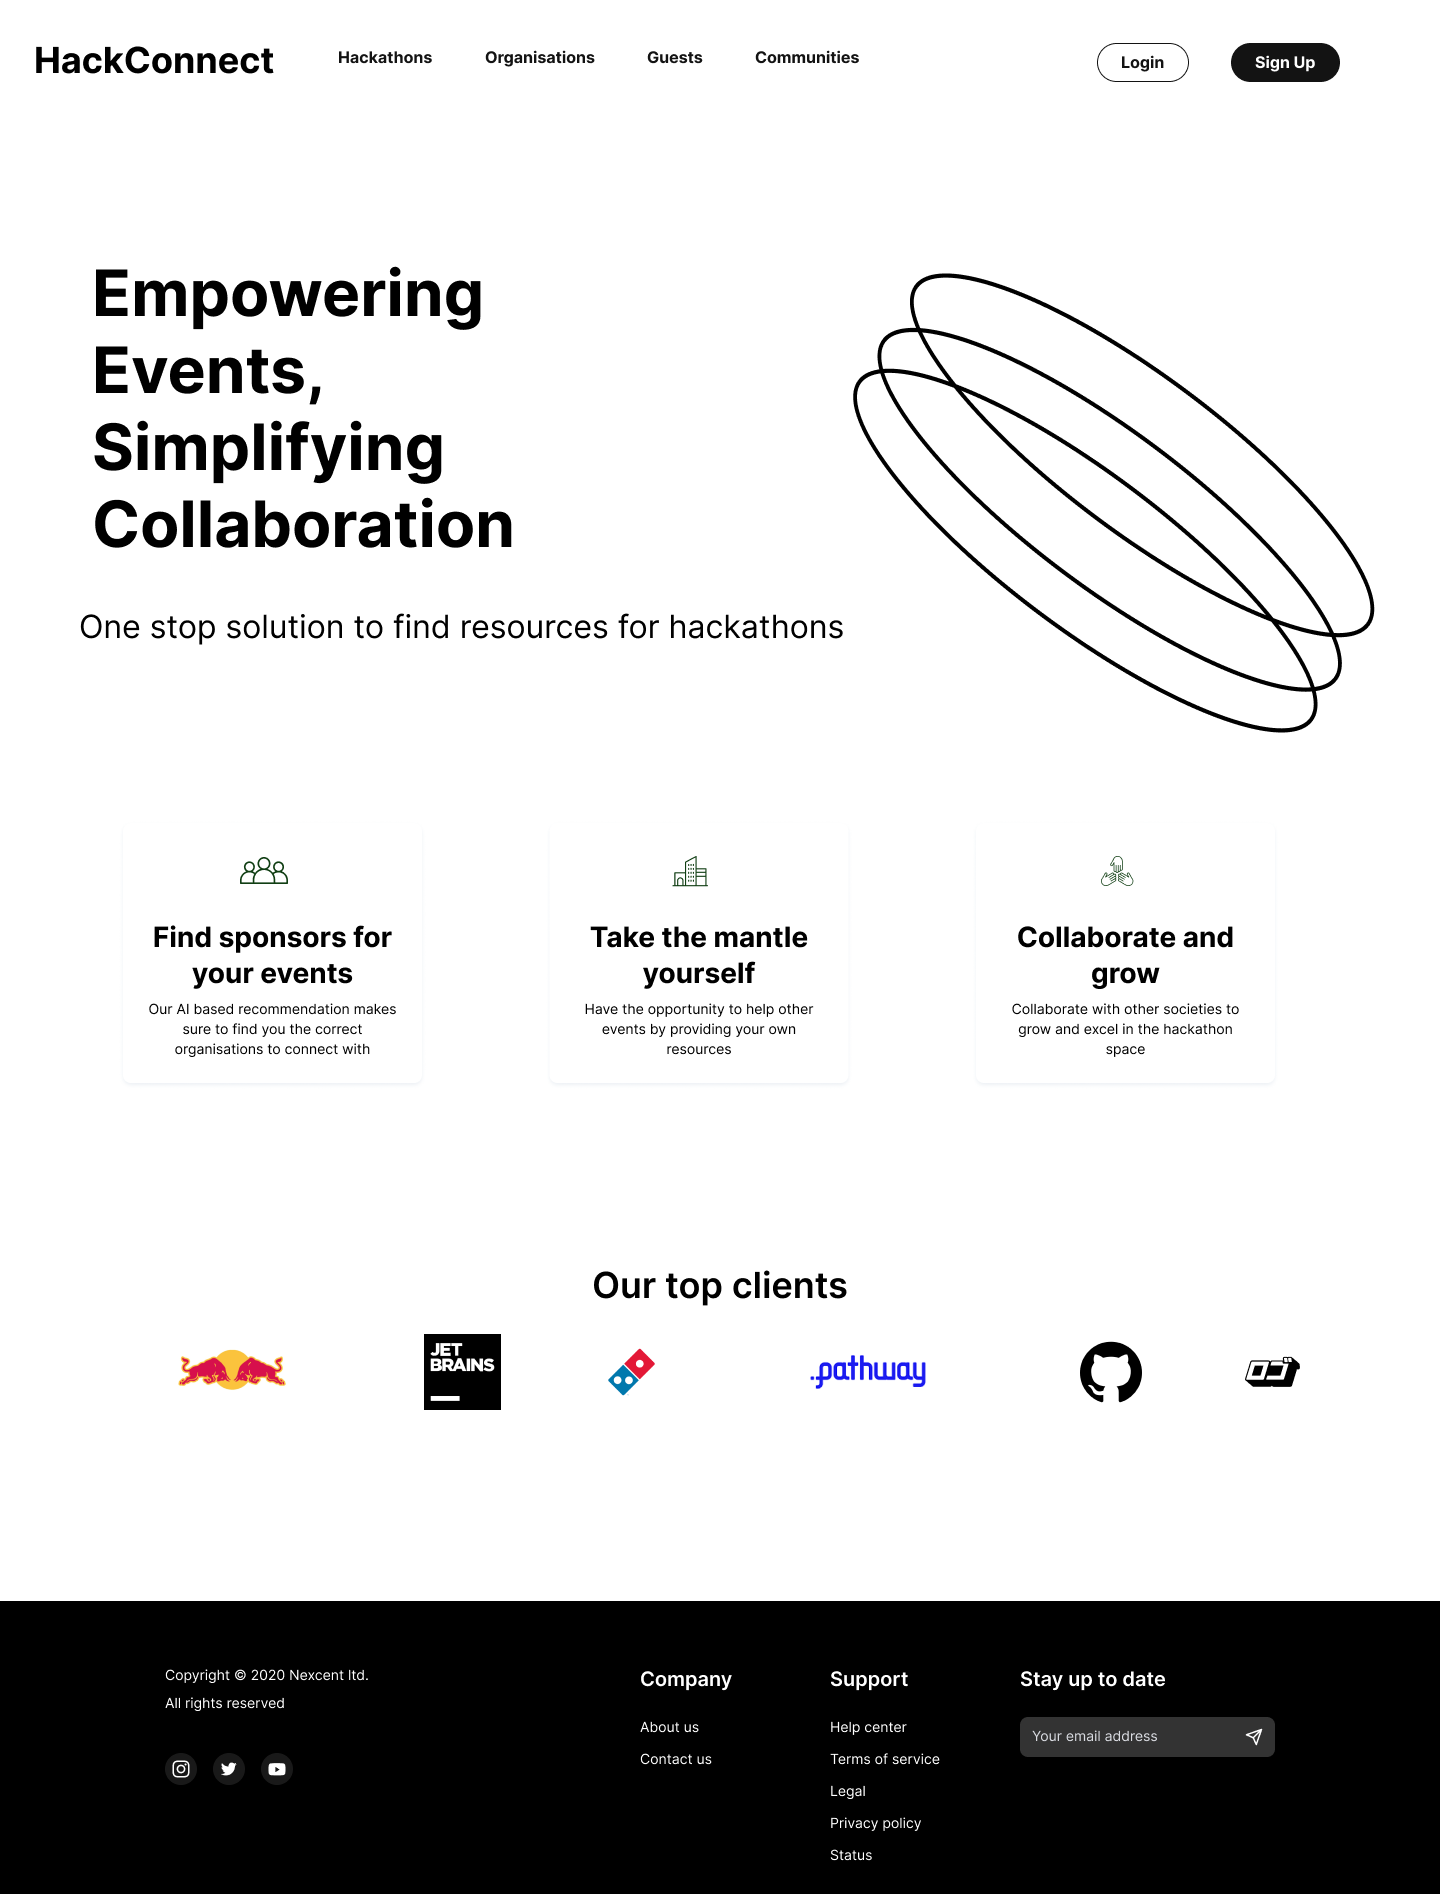 HackConnect
Hackathons
Organisations
Guests
Communities
Login
Sign Up
Empowering
Events,
Simplifying
Collaboration
One stop solution to find resources for hackathons
Find sponsors for
your events
Our AI based recommendation makes
sure to find you the correct
organisations to connect with
Take the mantle
yourself
Have the opportunity to help other
events by providing your own
resources
Collaborate and
grow
Collaborate with other societies to
grow and excel in the hackathon
space
Our top clients
JET
BRAINS
.pathway
Copyright © 2020 Nexcent ltd.
All rights reserved
Company
About us
Contact us
Support
Help center
Terms of service
Legal
Privacy policy
Status
Stay up to date
Your email address